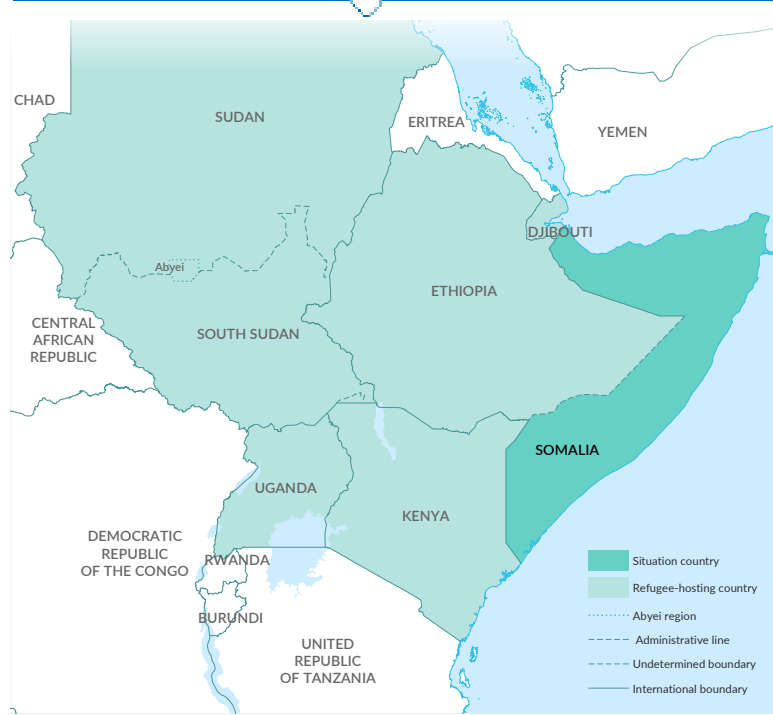 CHAD
SUDAN
ERITREA
YEMEN
DJIBOUTI
Abyei
ETHIOPIA
CENTRAL
AFRICAN
REPUBLIC
SOUTH SUDAN
SOMALIA
UGANDA
KENYA
DEMOCRATIC
REPUBLIC
OF THE CONGO
RWANDA
BURUNDI
UNITED
REPUBLIC
OF TANZANIA
Situation country
Refugee-hosting country
Abyei region
Administrative line
Undetermined boundary
International boundary